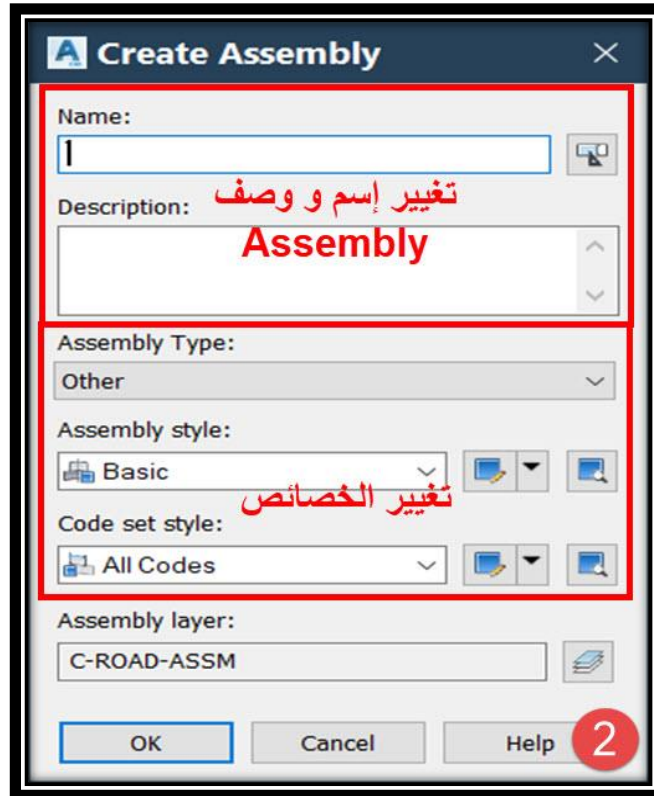 Create Assembly
Name:
1
تغيير إسم و وصف
Description:
Assembly
Assembly Type:
Other
Assembly style:
Basic
تغيير الخصائص
Code set style:
All Codes
Assembly layer:
C-ROAD-ASSM
OK Cancel Help 2